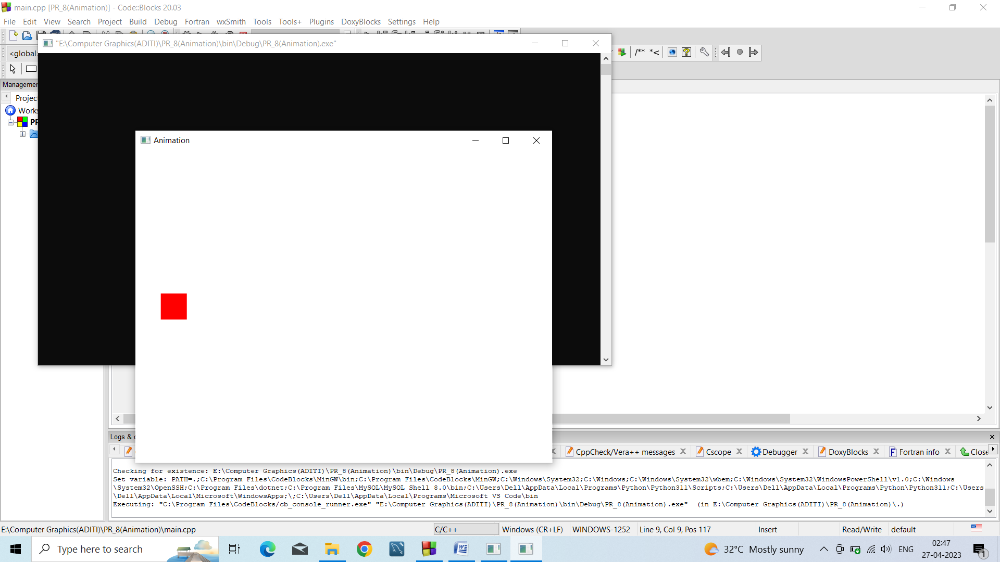 main.cpp [PR_8(Animation)] - Code::Blocks 20.03
File Edit View Search Project Build Debug Fortran wxSmith Tools Tools+ Plugins DoxyBlocks Settings Help
"E:\Computer Graphics(ADITI)\PR_8(Animation)\bin\Debug\PR_8(Animation).exe"
<global
/** *<
Animation
Logs &
CppCheck/Vera++ messages Cscope Debugger DoxyBlocks Fortran info
Checking for existence: E:\Computer Graphics(ADITI)\PR_8(Animation)\bin\Debug\PR_8(Animation).exe
Set variable: PATH=.;C:\Program Files\CodeBlocks\MinGW\bin;C:\Program Files\CodeBlocks\MinGW;C:\Windows\System32;C:\Windows;C:\Windows\System32\wbem;C:\Windows\System32\WindowsPowerShell\v1.0;C:\Windows
\System32\OpenSSH;C:\Program Files\dotnet;C:\Program Files\MySQL\MySQL Shell 8.0\bin;C:\Users\Dell\AppData\Local\Programs\Python\Python311\Scripts;C:\Users\Dell\AppData\Local\Programs\Python\Python311;C:\Users
\Dell\AppData\Local\Microsoft\WindowsApps;\;C:\Users\Dell\AppData\Local\Programs\Microsoft VS Code\bin
Executing: "C:\Program Files\CodeBlocks/cb_console_runner.exe" "E:\Computer Graphics(ADITI)\PR_8(Animation)\bin\Debug\PR_8(Animation).exe" (in E:\Computer Graphics(ADITI)\PR_8(Animation)\.)
E:\Computer Graphics(ADITI)\PR_8(Animation)\main.cpp C/C++ Windows (CR+LF) WINDOWS-1252 Line 9, Col 9, Pos 117 Insert Read/Write default
Type here to search
32°C Mostly sunny
ENG
02:47
27-04-2023
1